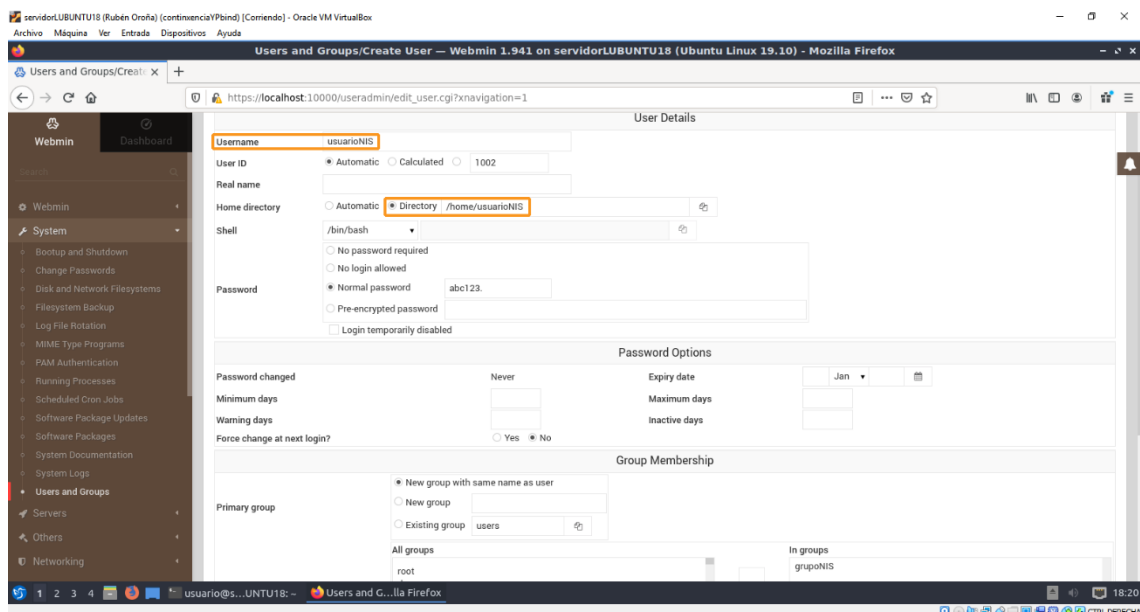 servidorLUBUNTU18 (Rubén Oroña) (continxenciaYPbind) [Corriendo] - Oracle VM VirtualBox
Archivo Máquina Ver Entrada Dispositivos Ayuda
Users and Groups/Create User — Webmin 1.941 on servidorLUBUNTU18 (Ubuntu Linux 19.10) - Mozilla Firefox
Users and Groups/Create
https://localhost:10000/useradmin/edit_user.cgi?xnavigation=1
Webmin
Dashboard
Search
Webmin
System
Bootup and Shutdown
Change Passwords
Disk and Network Filesystems
Filesystem Backup
Log File Rotation
MIME Type Programs
PAM Authentication
Running Processes
Scheduled Cron Jobs
Software Package Updates
Software Packages
System Documentation
System Logs
Users and Groups
Servers
Others
Networking
User Details
Username usuarioNIS
User ID Automatic Calculated 1002
Real name
Home directory Automatic Directory /home/usuarioNIS
Shell /bin/bash
No password required
No login allowed
Password Normal password abc123.
Pre-encrypted password
Login temporarily disabled
Password Options
Password changed Never Expiry date Jan
Minimum days Maximum days
Warning days Inactive days
Force change at next login? Yes No
Group Membership
New group with same name as user
Primary group New group
Existing group users
All groups In groups
root grupoNIS
1 2 3 4 usuario@s...UNTU18: ~ Users and G...lla Firefox 18:20
CTRL DERECHA